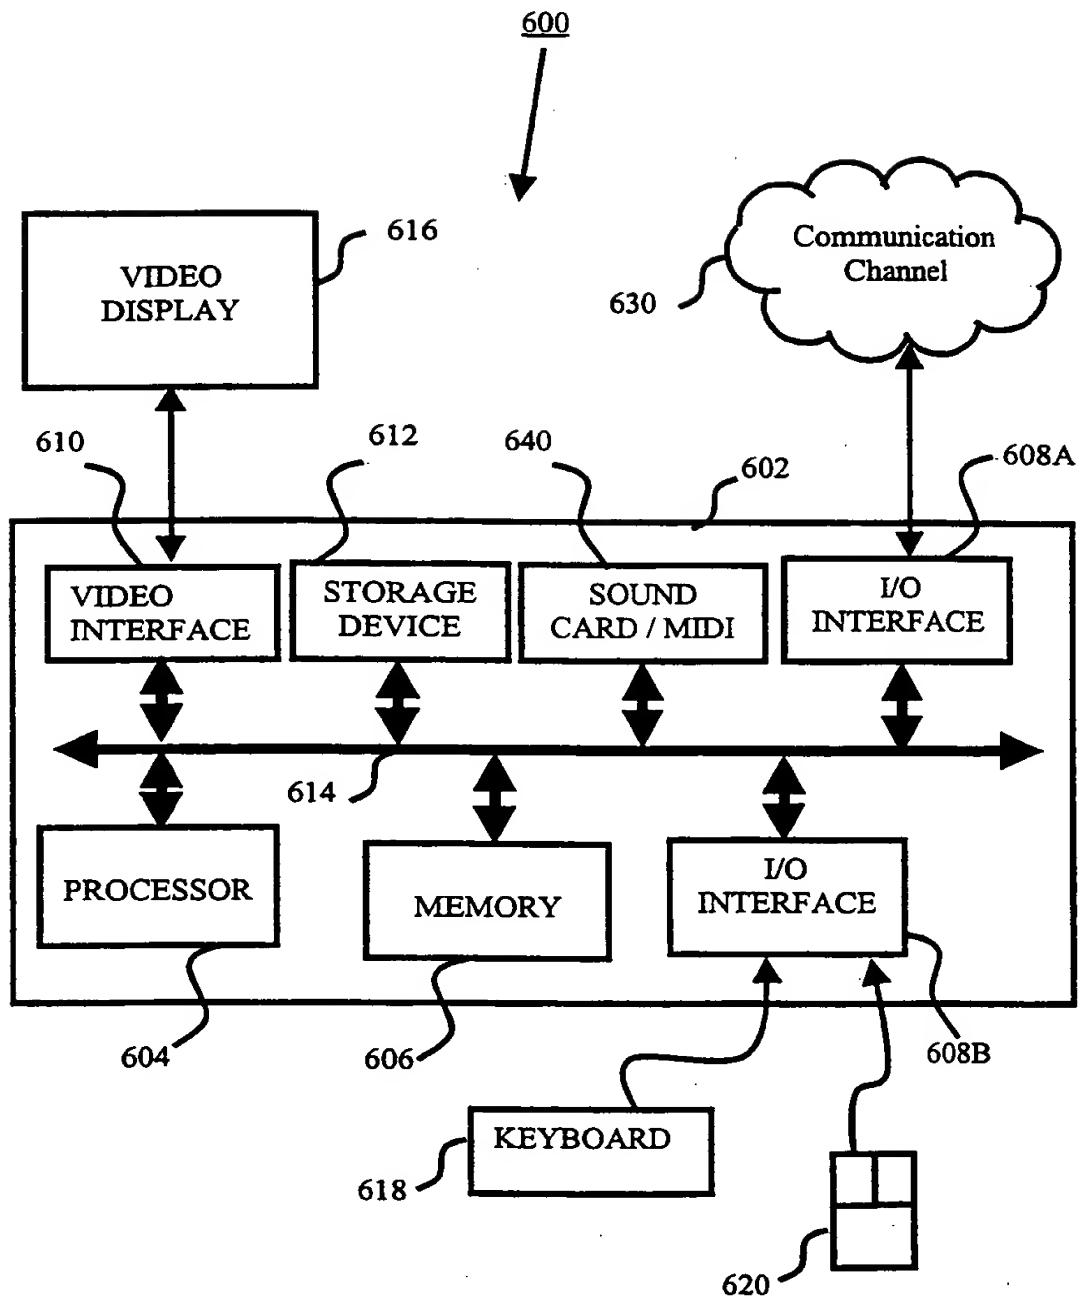 600
616
VIDEO
DISPLAY
Communication
Channel
630
610
612
640
602
608A
VIDEO
INTERFACE
STORAGE
DEVICE
SOUND
CARD / MIDI
I/O
INTERFACE
614
PROCESSOR
MEMORY
I/O
INTERFACE
604
606
608B
KEYBOARD
618
620